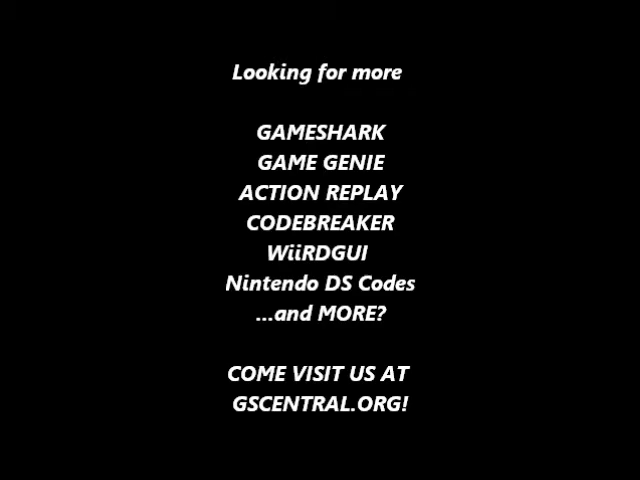 Looking for more
GAMESHARK
GAME GENIE
ACTION REPLAY
CODEBREAKER
WiiRDGUI
Nintendo DS Codes
...and MORE?
COME VISIT US AT
GSCENTRAL.ORG!